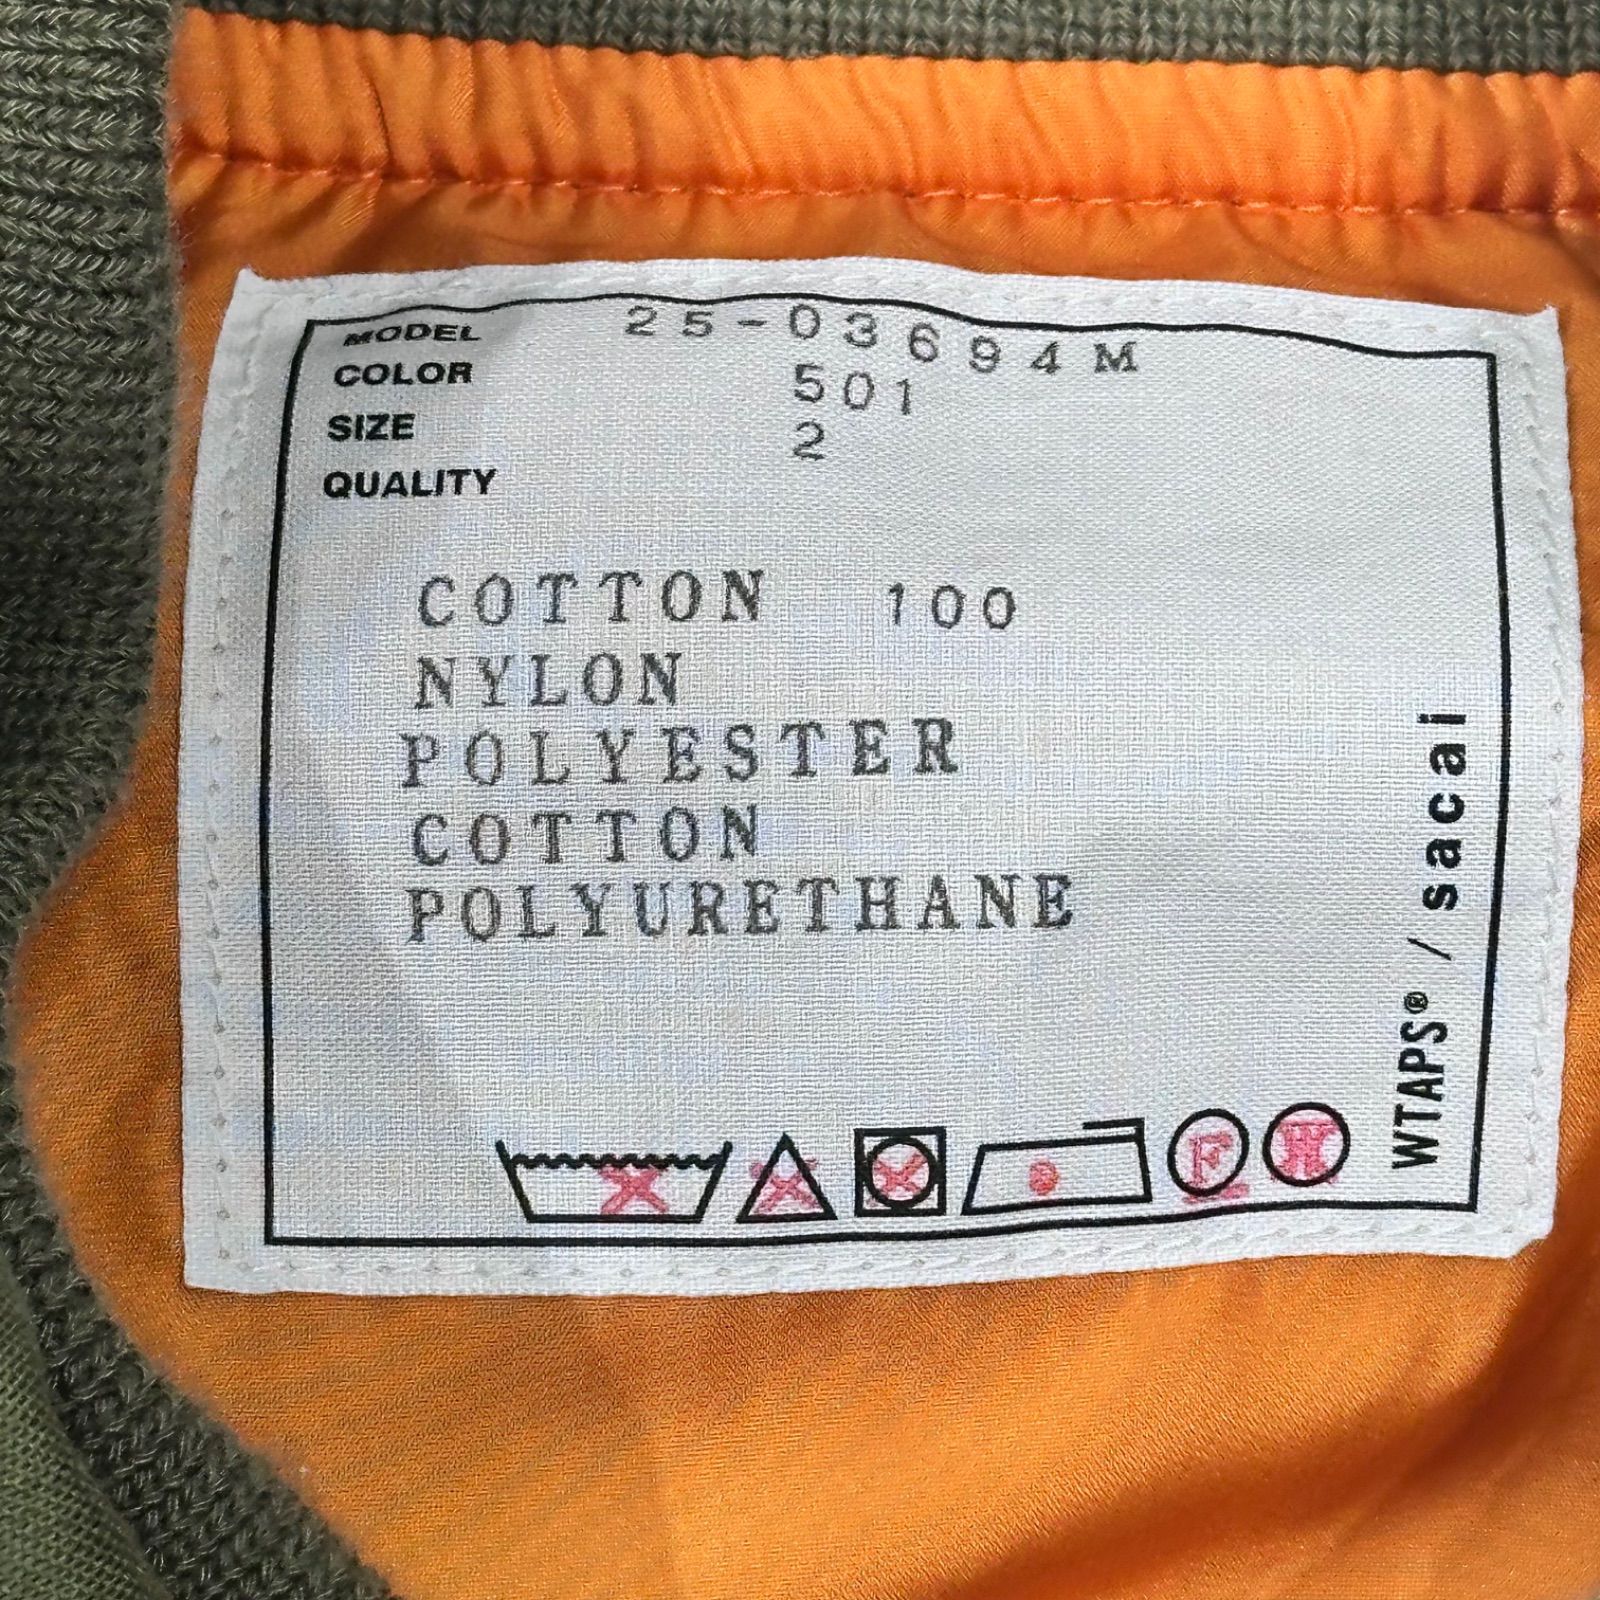 MODEL 25-03694M
COLOR 501
SIZE 2
QUALITY
COTTON 100
NYLON
POLYESTER
COTTON
POLYURETHANE
WTAPS® / sacai
F W